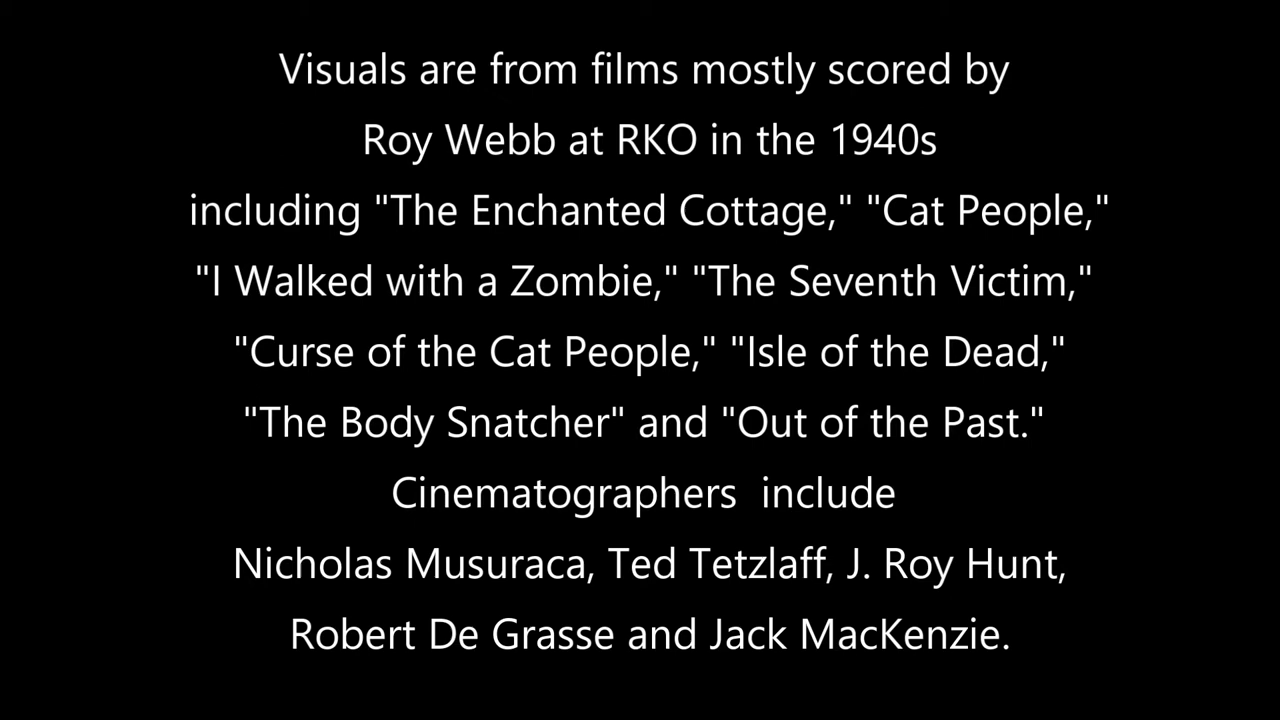 Visuals are from films mostly scored by
Roy Webb at RKO in the 1940s
including "The Enchanted Cottage," "Cat People,"
"I Walked with a Zombie," "The Seventh Victim,"
"Curse of the Cat People," "Isle of the Dead,"
"The Body Snatcher" and "Out of the Past."
Cinematographers  include
Nicholas Musuraca, Ted Tetzlaff, J. Roy Hunt,
Robert De Grasse and Jack MacKenzie.